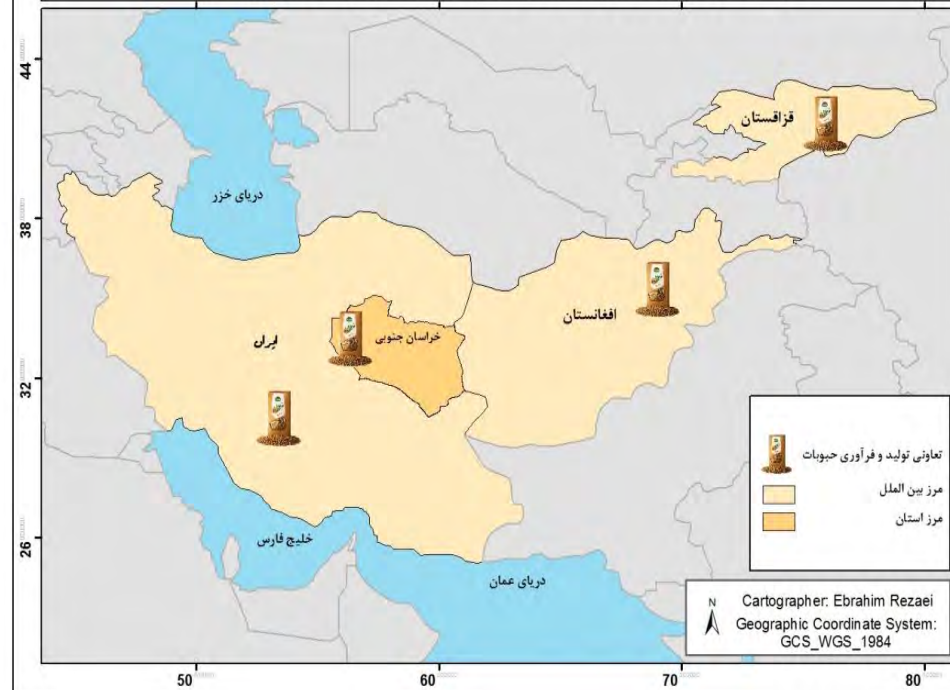 44
38
32
26
قزاقستان
دریای خزر
افغانستان
خراسان جنوبی
ایران
خلیج فارس
دریای عمان
تعاونی تولید و فرآوری حبوبات
مرز بین الملل
مرز استان
N
Cartographer: Ebrahim Rezaei
Geographic Coordinate System:
GCS_WGS_1984
50
60
70
80